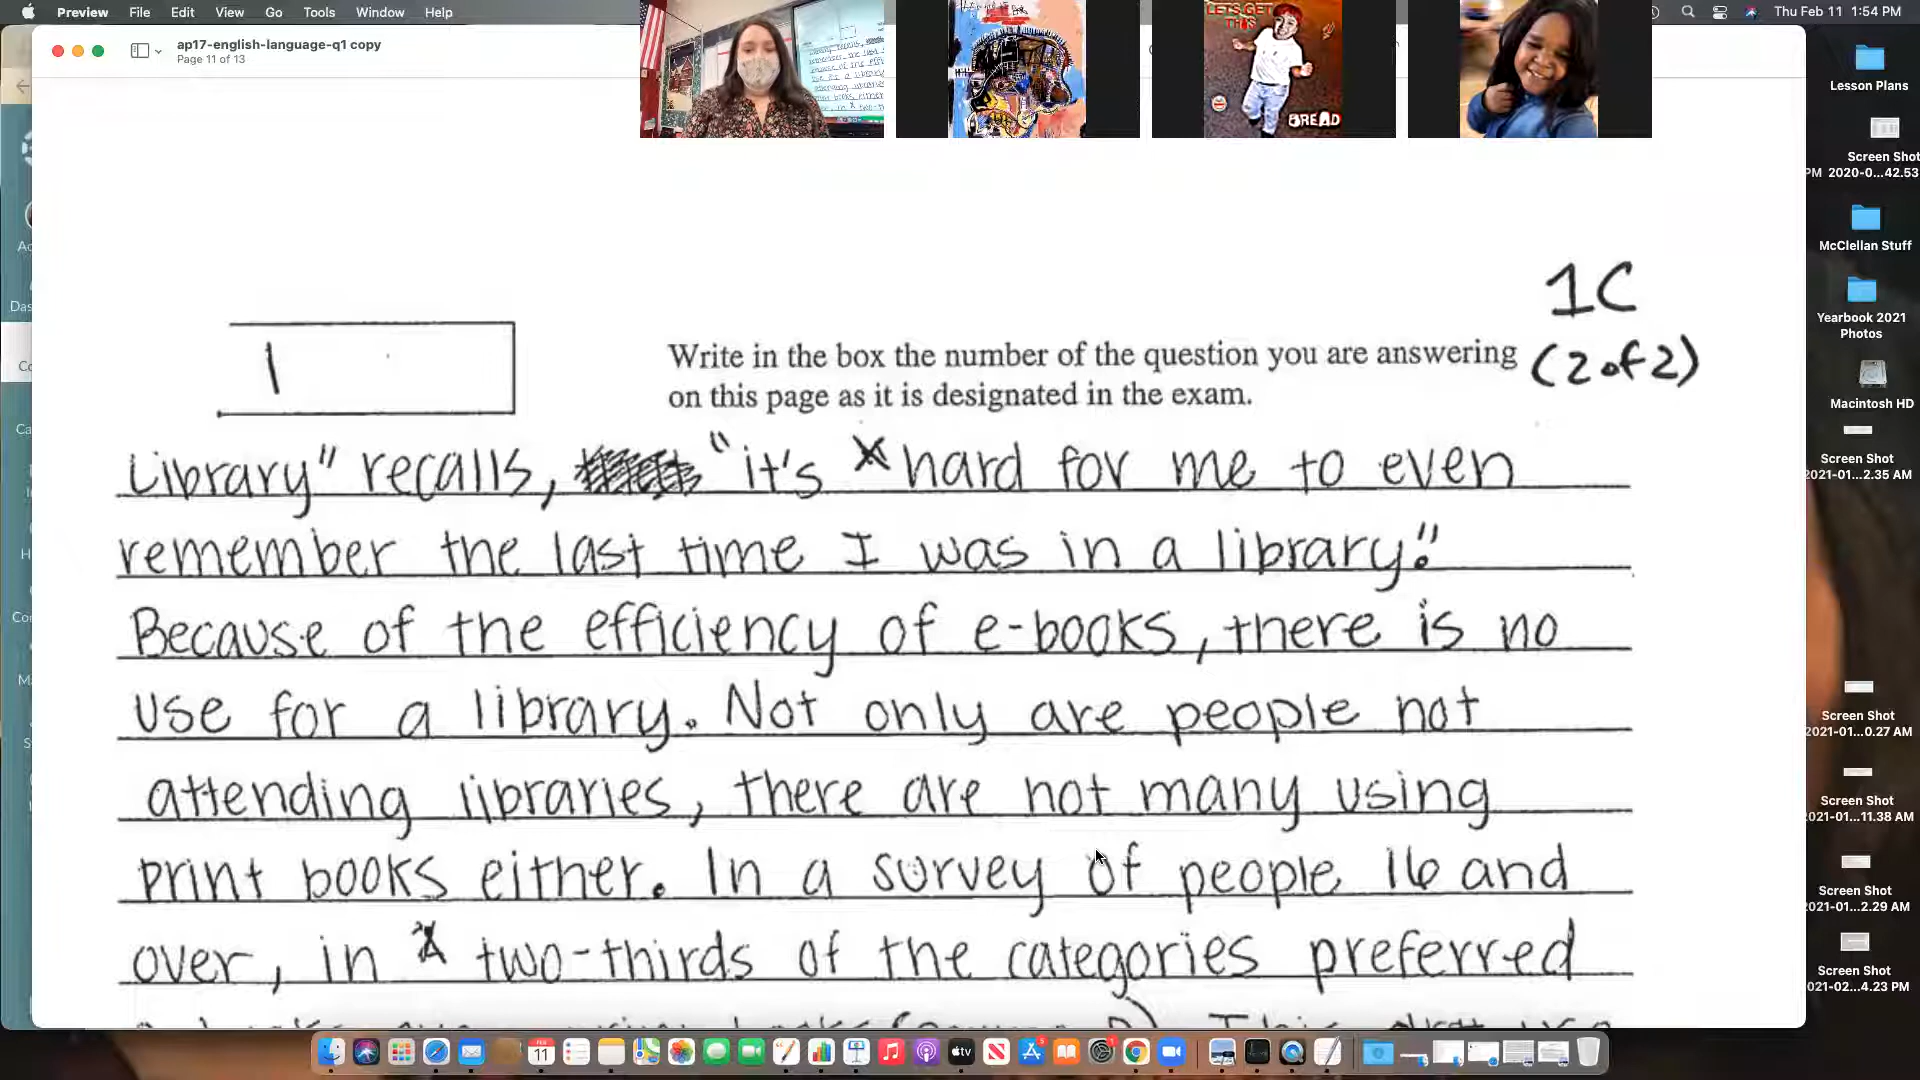 Preview File Edit View Go Tools Window Help
Thu Feb 11 1:54 PM
ap17-english-language-q1 copy
Page 11 of 13
LETS GET
THIS
BREAD
1C
(2 of 2)
1
Write in the box the number of the question you are answering
on this page as it is designated in the exam.
Library" recalls, "it's hard for me to even
remember the last time I was in a library."
Because of the efficiency of e-books, there is no
use for a library. Not only are people not
attending libraries, there are not many using
print books either. In a survey of people 16 and
over, in two-thirds of the categories preferred
Lesson Plans
Screen Shot
PM 2020-0...42.53
McClellan Stuff
Yearbook 2021
Photos
Macintosh HD
Screen Shot
2021-01...2.35 AM
Screen Shot
2021-01...0.27 AM
Screen Shot
2021-01...11.38 AM
Screen Shot
2021-01...2.29 AM
Screen Shot
2021-02...4.23 PM
FEB
11
tv